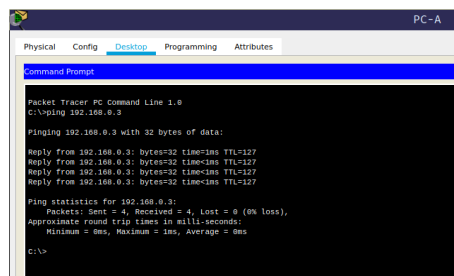 PC-A
Physical Config Desktop Programming Attributes
Command Prompt
Packet Tracer PC Command Line 1.0
C:\>ping 192.168.0.3
Pinging 192.168.0.3 with 32 bytes of data:
Reply from 192.168.0.3: bytes=32 time=1ms TTL=127
Reply from 192.168.0.3: bytes=32 time<1ms TTL=127
Reply from 192.168.0.3: bytes=32 time<1ms TTL=127
Reply from 192.168.0.3: bytes=32 time<1ms TTL=127
Ping statistics for 192.168.0.3:
Packets: Sent = 4, Received = 4, Lost = 0 (0% loss),
Approximate round trip times in milli-seconds:
Minimum = 0ms, Maximum = 1ms, Average = 0ms
C:\>